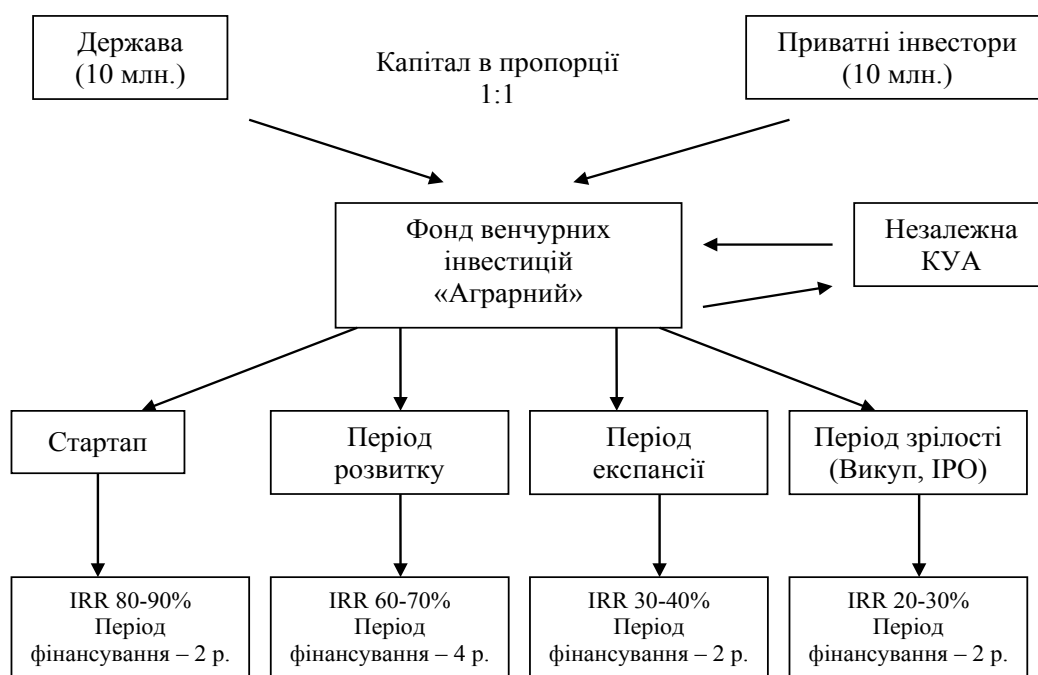 Держава
(10 млн.)
Капітал в пропорції
1:1
Приватні інвестори
(10 млн.)
Фонд венчурних
інвестицій
«Аграрний»
Незалежна
КУА
Стартап
Період
розвитку
Період
експансії
Період зрілості
(Викуп, ІРО)
IRR 80-90%
Період
фінансування – 2 р.
IRR 60-70%
Період
фінансування – 4 р.
IRR 30-40%
Період
фінансування – 2 р.
IRR 20-30%
Період
фінансування – 2 р.